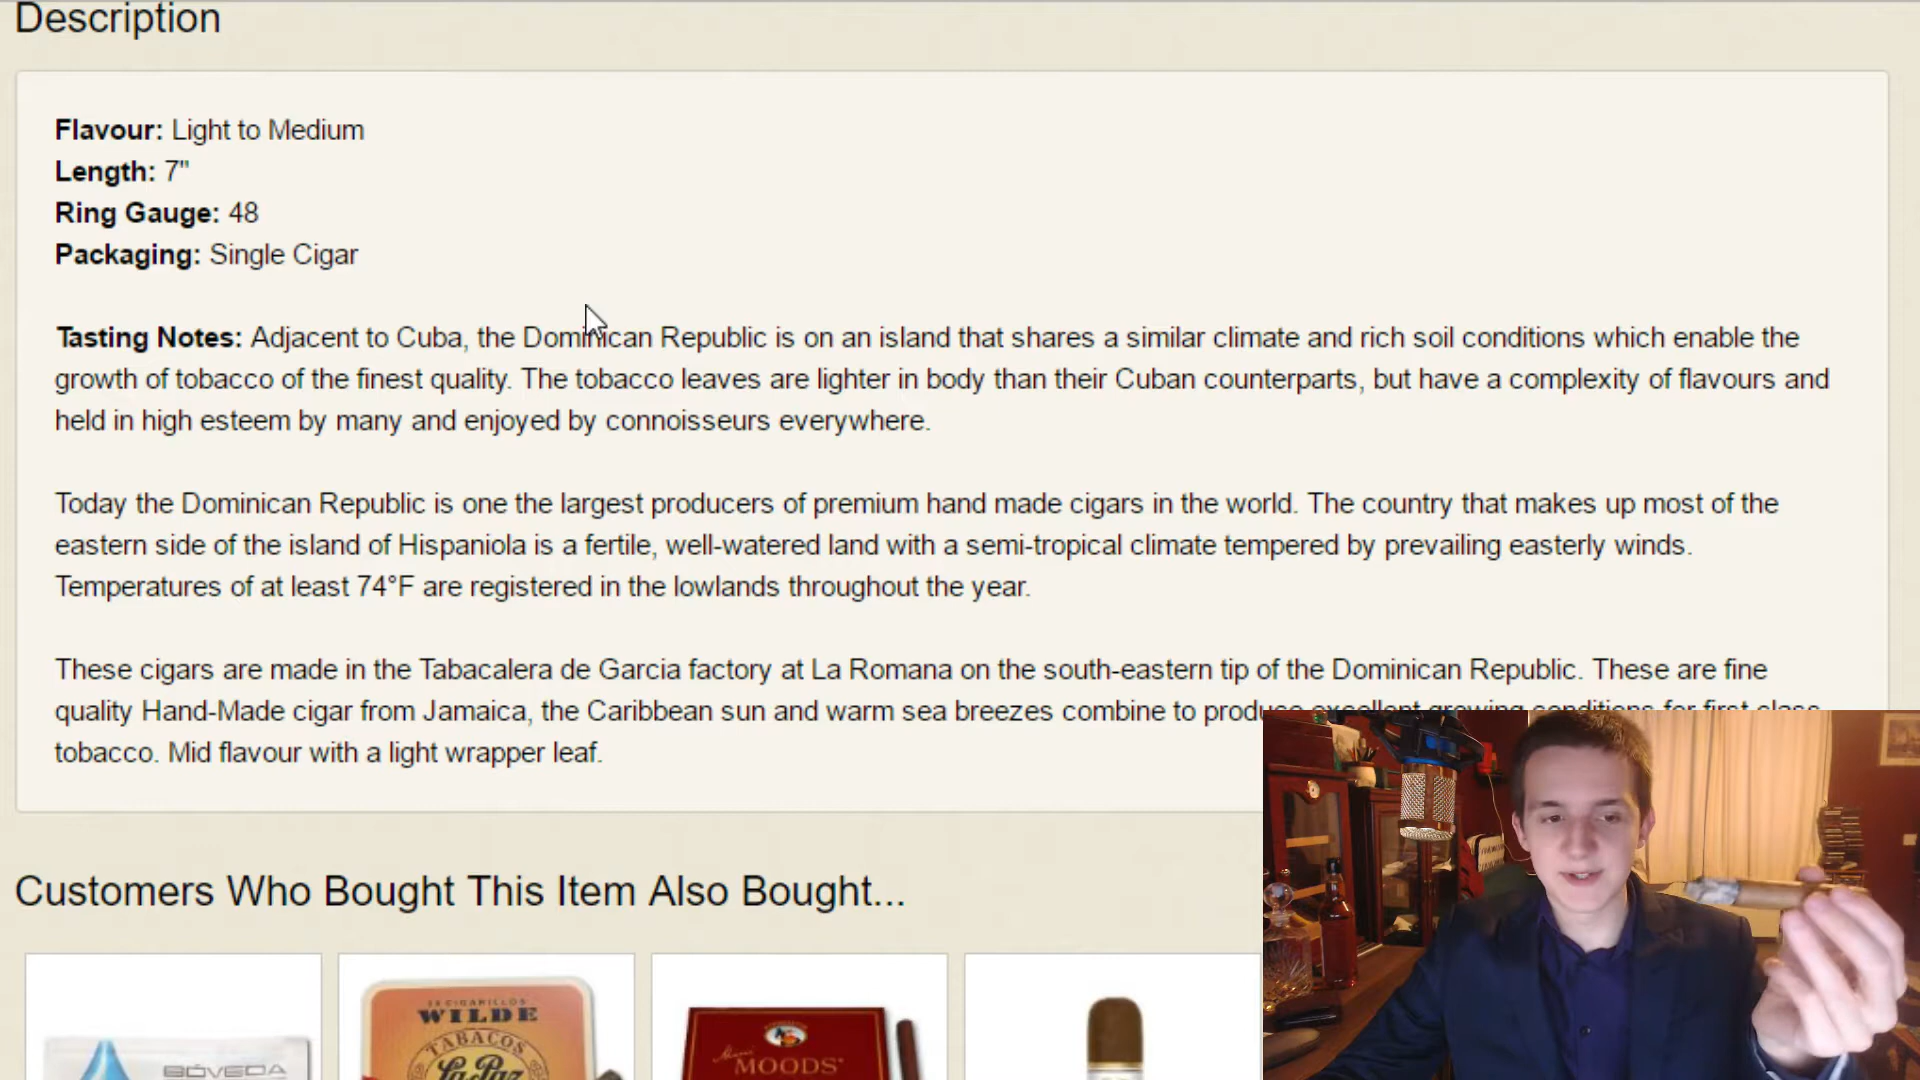 Description
Flavour: Light to Medium
Length: 7"
Ring Gauge: 48
Packaging: Single Cigar
Tasting Notes: Adjacent to Cuba, the Dominican Republic is on an island that shares a similar climate and rich soil conditions which enable the
growth of tobacco of the finest quality. The tobacco leaves are lighter in body than their Cuban counterparts, but have a complexity of flavours and
held in high esteem by many and enjoyed by connoisseurs everywhere.
Today the Dominican Republic is one the largest producers of premium hand made cigars in the world. The country that makes up most of the
eastern side of the island of Hispaniola is a fertile, well-watered land with a semi-tropical climate tempered by prevailing easterly winds.
Temperatures of at least 74°F are registered in the lowlands throughout the year.
These cigars are made in the Tabacalera de Garcia factory at La Romana on the south-eastern tip of the Dominican Republic. These are fine
quality Hand-Made cigar from Jamaica, the Caribbean sun and warm sea breezes combine to produce excellent growing conditions for first class
tobacco. Mid flavour with a light wrapper leaf.
Customers Who Bought This Item Also Bought...
BOVEDA
CIGARILLOS
WILDE
TABACOS
La Paz
MOODS